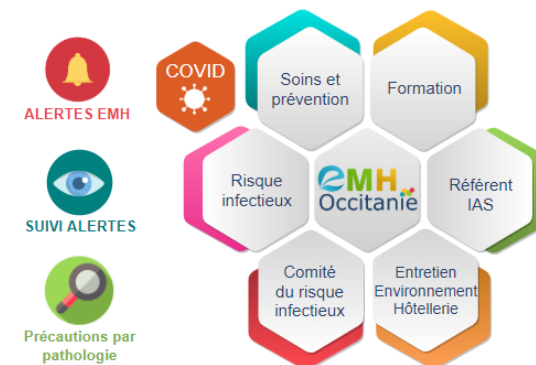 ALERTES EMH
SUIVI ALERTES
Précautions par
pathologie
COVID
Soins et
prévention
Formation
Risque
infectieux
EMH
Occitanie
Référent
IAS
Comité
du risque
infectieux
Entretien
Environnement
Hôtellerie